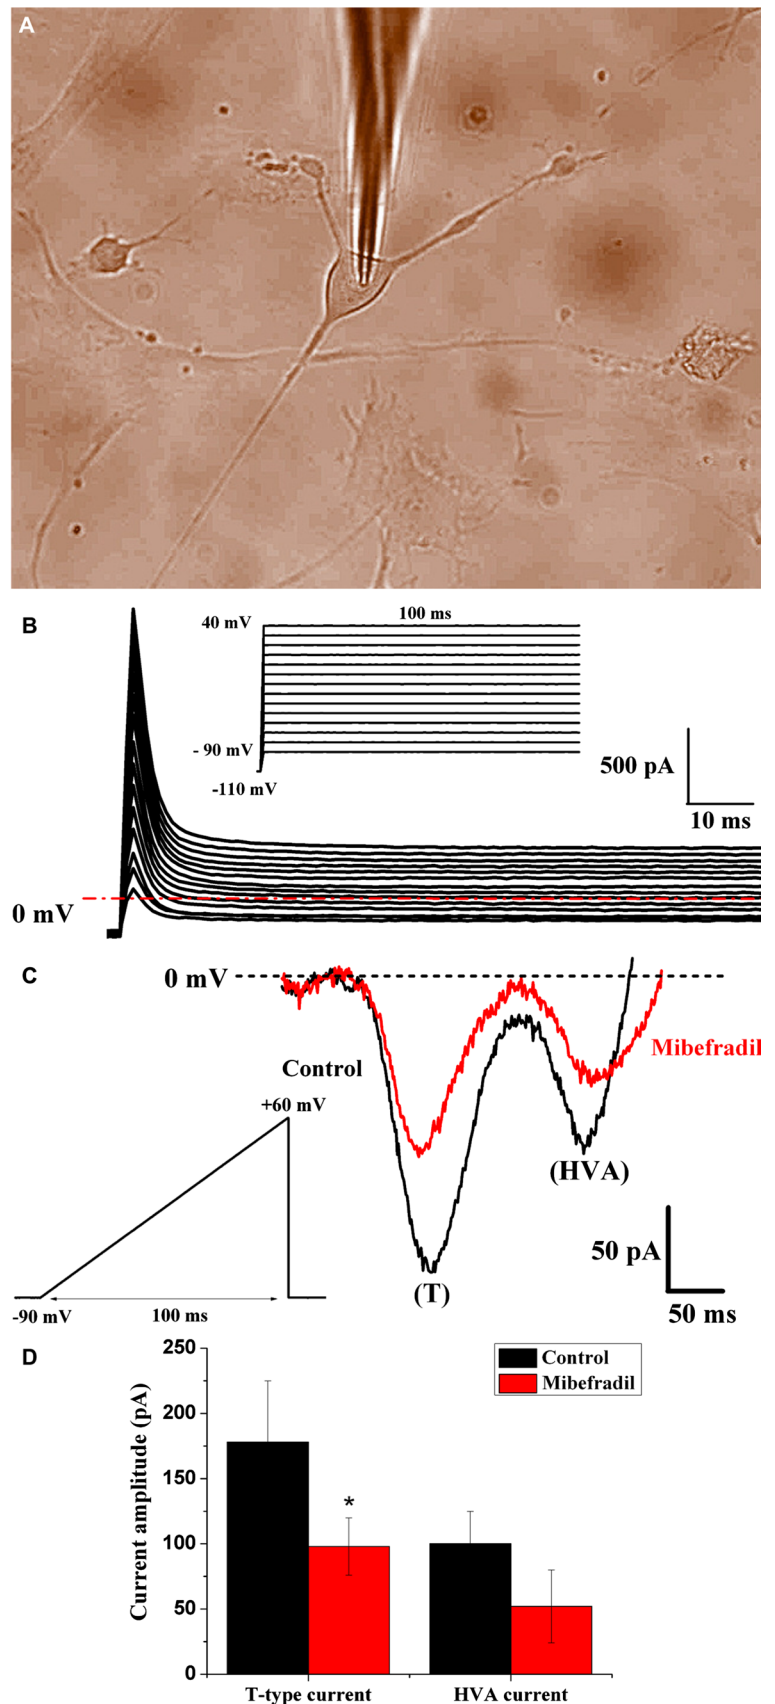 A
B
40 mV
100 ms
- 90 mV
-110 mV
500 pA
10 ms
0 mV
C
0 mV
Control
Mibefradil
+60 mV
(HVA)
(T)
50 pA
50 ms
-90 mV
100 ms
D
Control
Mibefradil
Current amplitude (pA)
250
200
150
100
50
0
*
T-type current
HVA current